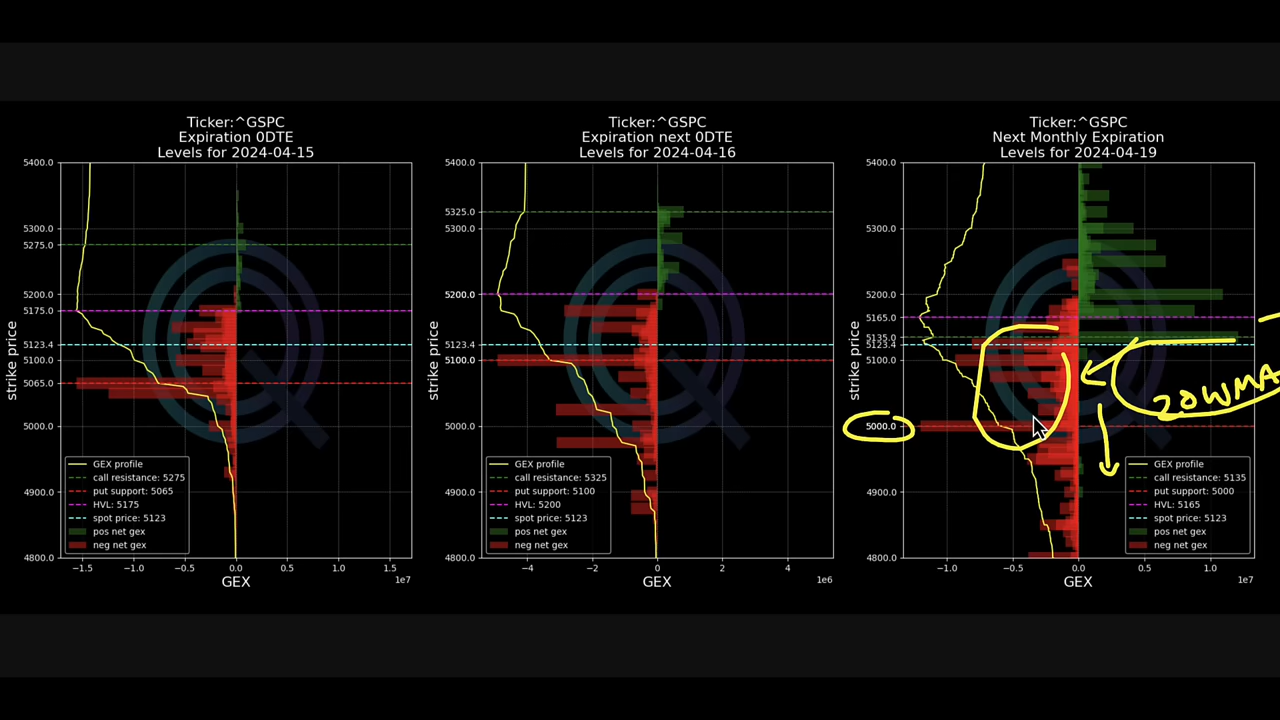 Ticker:^GSPC
Expiration 0DTE
Levels for 2024-04-15
5400.0
5300.0
5275.0
5200.0
5175.0
5123.4
5100.0
5065.0
5000.0
4900.0
4800.0
strike price
−1.5
−1.0
−0.5
0.0
0.5
1.0
1.5
1e7
GEX
GEX profile
call resistance: 5275
put support: 5065
HVL: 5175
spot price: 5123
pos net gex
neg net gex
Ticker:^GSPC
Expiration next 0DTE
Levels for 2024-04-16
5400.0
5325.0
5300.0
5200.0
5123.4
5100.0
5000.0
4900.0
4800.0
strike price
−4
−2
0
2
4
1e6
GEX
GEX profile
call resistance: 5325
put support: 5100
HVL: 5200
spot price: 5123
pos net gex
neg net gex
Ticker:^GSPC
Next Monthly Expiration
Levels for 2024-04-19
5400.0
5300.0
5200.0
5165.0
5135.0
5123.4
5100.0
5000.0
4900.0
4800.0
strike price
−1.0
−0.5
0.0
0.5
1.0
1e7
GEX
GEX profile
call resistance: 5135
put support: 5000
HVL: 5165
spot price: 5123
pos net gex
neg net gex
20WMA